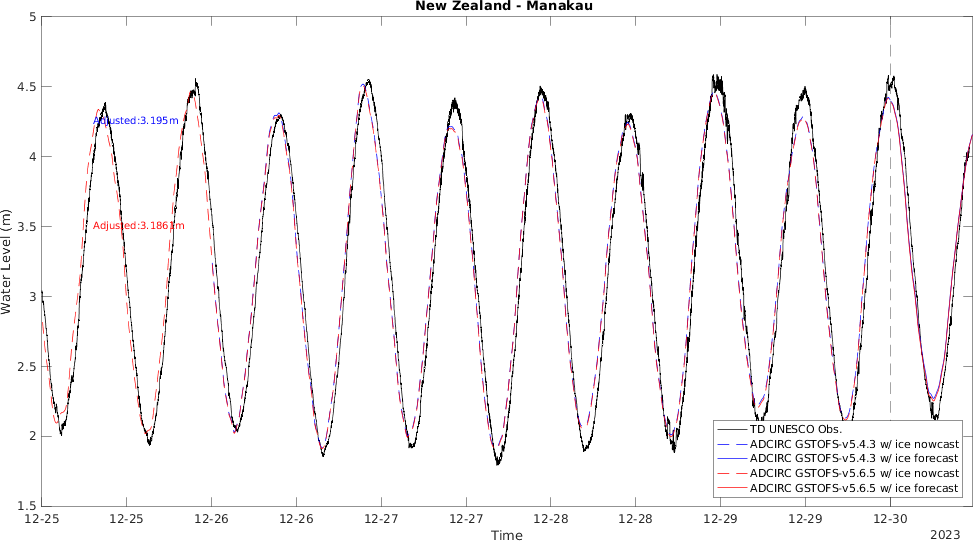 New Zealand - Manakau
5
4.5
4
3.5
3
2.5
2
1.5
Water Level (m)
Adjusted:3.195m
Adjusted:3.1861m
TD UNESCO Obs.
ADCIRC GSTOFS-v5.4.3 w/ ice nowcast
ADCIRC GSTOFS-v5.4.3 w/ ice forecast
ADCIRC GSTOFS-v5.6.5 w/ ice nowcast
ADCIRC GSTOFS-v5.6.5 w/ ice forecast
12-25 12-25 12-26 12-26 12-27 12-27 12-28 12-28 12-29 12-29 12-30
Time
2023